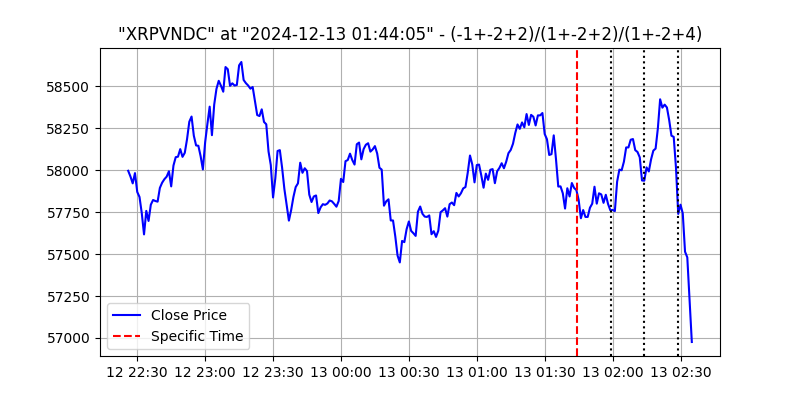 "XRPVNDC" at "2024-12-13 01:44:05" - (-1+-2+2)/(1+-2+2)/(1+-2+4)
58500
58250
58000
57750
57500
57250
57000
Close Price
Specific Time
12 22:30 12 23:00 12 23:30 13 00:00 13 00:30 13 01:00 13 01:30 13 02:00 13 02:30